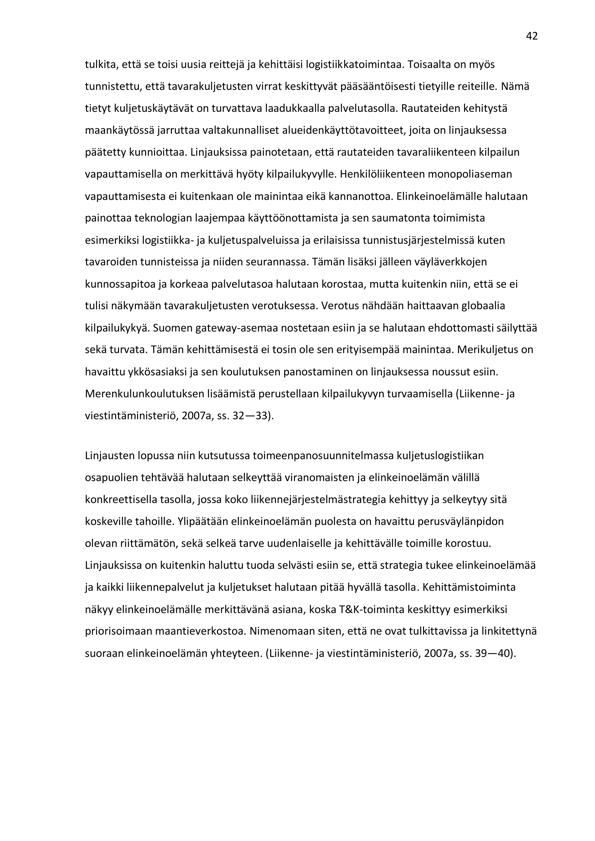 42
tulkita, että se toisi uusia reittejä ja kehittäisi logistiikkatoimintaa. Toisaalta on myös
tunnistettu, että tavarakuljetusten virrat keskittyvät pääsääntöisesti tietyille reiteille. Nämä
tietyt kuljetuskäytävät on turvattava laadukkaalla palvelutasolla. Rautateiden kehitystä
maankäytössä jarruttaa valtakunnalliset alueidenkäyttötavoitteet, joita on linjauksessa
päätetty kunnioittaa. Linjauksissa painotetaan, että rautateiden tavaraliikenteen kilpailun
vapauttamisella on merkittävä hyöty kilpailukyvylle. Henkilöliikenteen monopoliaseman
vapauttamisesta ei kuitenkaan ole mainintaa eikä kannanottoa. Elinkeinoelämälle halutaan
painottaa teknologian laajempaa käyttöönottamista ja sen saumatonta toimimista
esimerkiksi logistiikka- ja kuljetuspalveluissa ja erilaisissa tunnistusjärjestelmissä kuten
tavaroiden tunnisteissa ja niiden seurannassa. Tämän lisäksi jälleen väyläverkkojen
kunnossapitoa ja korkeaa palvelutasoa halutaan korostaa, mutta kuitenkin niin, että se ei
tulisi näkymään tavarakuljetusten verotuksessa. Verotus nähdään haittaavan globaalia
kilpailukykyä. Suomen gateway-asemaa nostetaan esiin ja se halutaan ehdottomasti säilyttää
sekä turvata. Tämän kehittämisestä ei tosin ole sen erityisempää mainintaa. Merikuljetus on
havaittu ykkösasiaksi ja sen koulutuksen panostaminen on linjauksessa noussut esiin.
Merenkulunkoulutuksen lisäämistä perustellaan kilpailukyvyn turvaamisella (Liikenne- ja
viestintäministeriö, 2007a, ss. 32—33).
Linjausten lopussa niin kutsutussa toimeenpanosuunnitelmassa kuljetuslogistiikan
osapuolien tehtävää halutaan selkeyttää viranomaisten ja elinkeinoelämän välillä
konkreettisella tasolla, jossa koko liikennejärjestelmästrategia kehittyy ja selkeytyy sitä
koskeville tahoille. Ylipäätään elinkeinoelämän puolesta on havaittu perusväylänpidon
olevan riittämätön, sekä selkeä tarve uudenlaiselle ja kehittävälle toimille korostuu.
Linjauksissa on kuitenkin haluttu tuoda selvästi esiin se, että strategia tukee elinkeinoelämää
ja kaikki liikennepalvelut ja kuljetukset halutaan pitää hyvällä tasolla. Kehittämistoiminta
näkyy elinkeinoelämälle merkittävänä asiana, koska T&K-toiminta keskittyy esimerkiksi
priorisoimaan maantieverkostoa. Nimenomaan siten, että ne ovat tulkittavissa ja linkitettynä
suoraan elinkeinoelämän yhteyteen. (Liikenne- ja viestintäministeriö, 2007a, ss. 39—40).